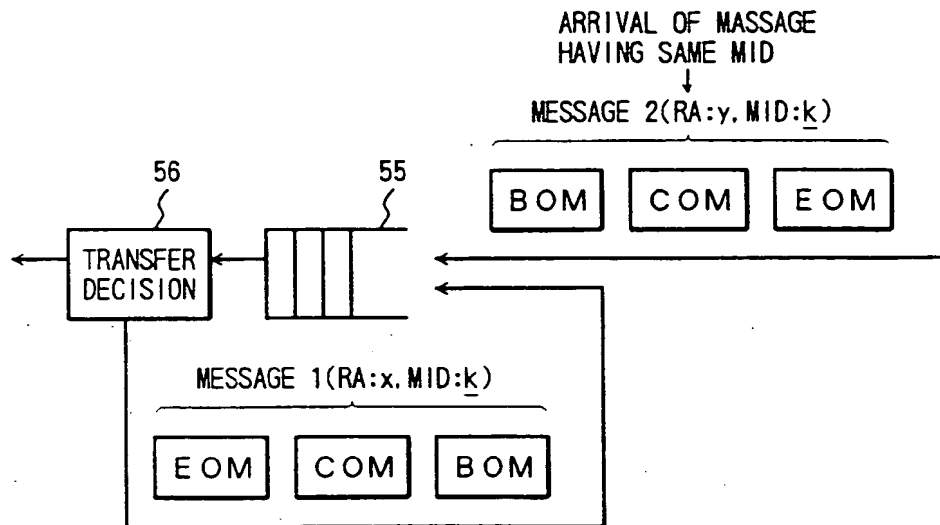 ARRIVAL OF MASSAGE
HAVING SAME MID
MESSAGE 2(RA:y, MID:k)
56
55
BOM COM EOM
TRANSFER
DECISION
MESSAGE 1(RA:x, MID:k)
EOM COM BOM